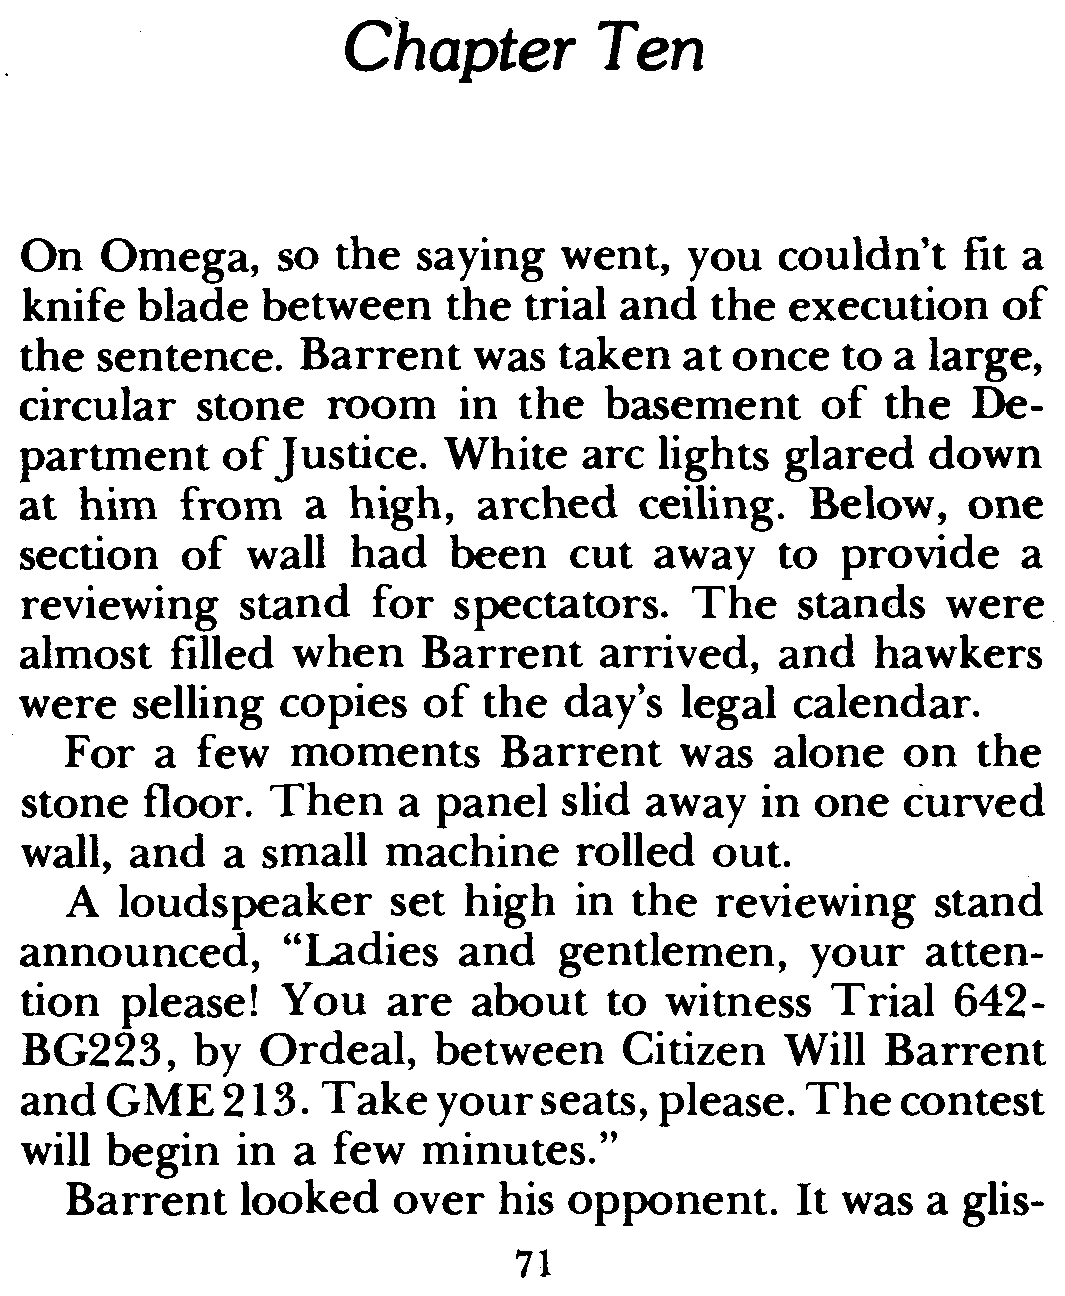 Chapter Ten
On Omega, so the saying went, you couldn't fit a
knife blade between the trial and the execution of
the sentence. Barrent was taken at once to a large,
circular stone room in the basement of the De-
partment of Justice. White arc lights glared down
at him from a high, arched ceiling. Below, one
section of wall had been cut away to provide a
reviewing stand for spectators. The stands were
almost filled when Barrent arrived, and hawkers
were selling copies of the day's legal calendar.
For a few moments Barrent was alone on the
stone floor. Then a panel slid away in one curved
wall, and a small machine rolled out.
A loudspeaker set high in the reviewing stand
announced, “Ladies and gentlemen, your atten-
tion please! You are about to witness Trial 642-
BG223, by Ordeal, between Citizen Will Barrent
and GME 213. Take your seats, please. The contest
will begin in a few minutes.”
Barrent looked over his opponent. It was a glis-
71